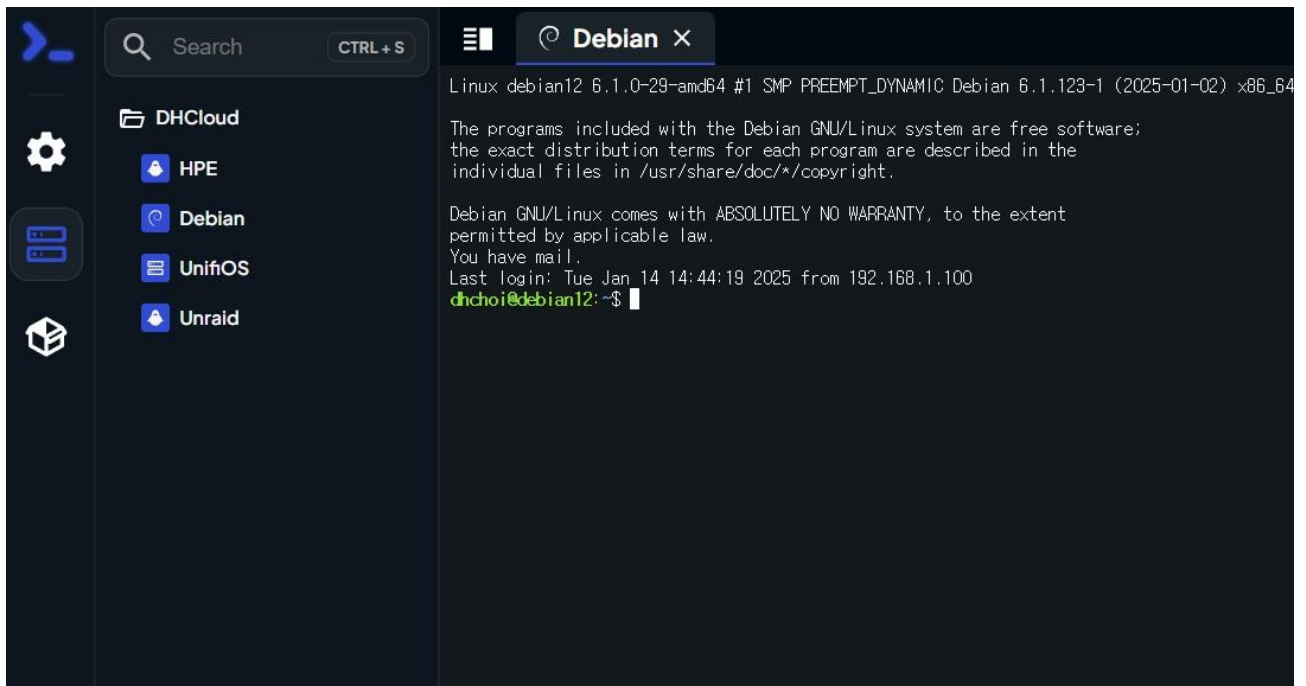 Search
CTRL + S
DHCloud
HPE
Debian
UnifiOS
Unraid
Debian
Linux debian12 6.1.0-29-amd64 #1 SMP PREEMPT_DYNAMIC Debian 6.1.123-1 (2025-01-02) x86_64
The programs included with the Debian GNU/Linux system are free software;
the exact distribution terms for each program are described in the
individual files in /usr/share/doc/*/copyright.
Debian GNU/Linux comes with ABSOLUTELY NO WARRANTY, to the extent
permitted by applicable law.
You have mail.
Last login: Tue Jan 14 14:44:19 2025 from 192.168.1.100
dhchoi@debian12:~$